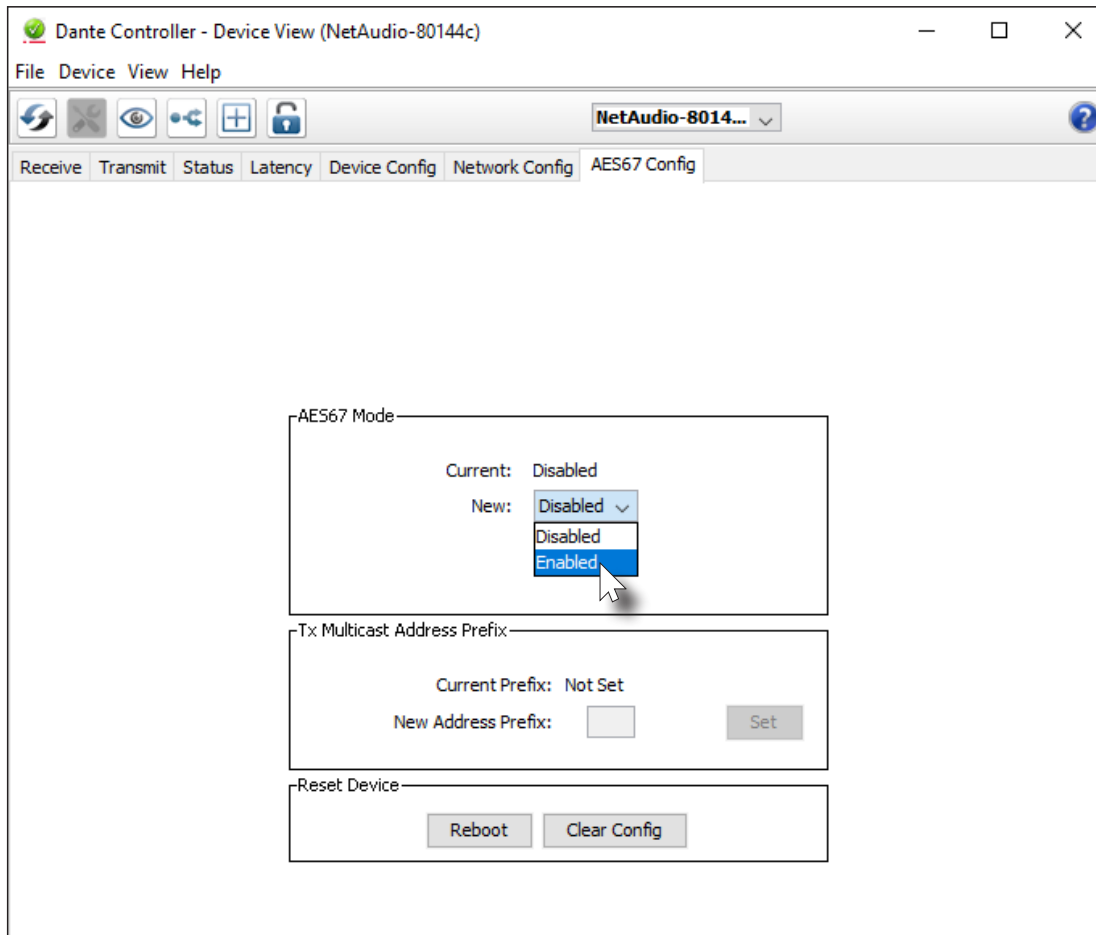 Dante Controller - Device View (NetAudio-80144c)
File Device View Help
NetAudio-8014...
Receive Transmit Status Latency Device Config Network Config AES67 Config
AES67 Mode
Current: Disabled
New: Disabled
Disabled
Enabled
Tx Multicast Address Prefix
Current Prefix: Not Set
New Address Prefix: Set
Reset Device
Reboot Clear Config